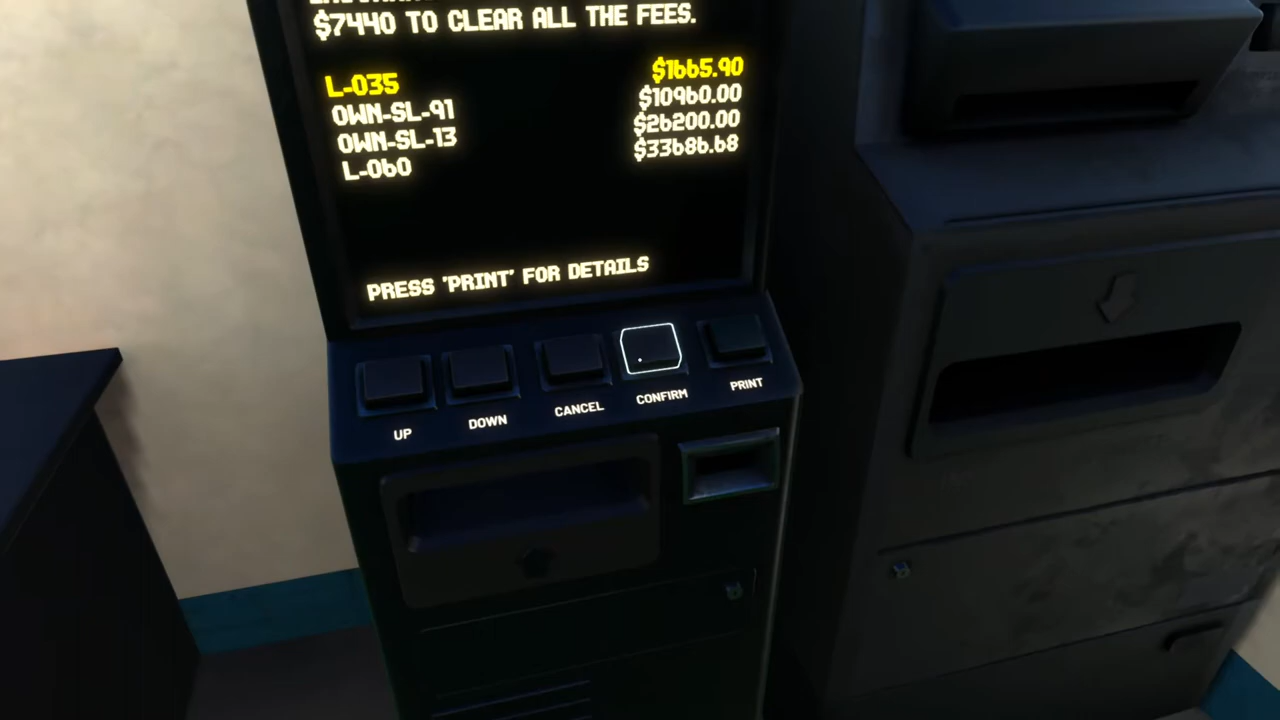 $7440 TO CLEAR ALL THE FEES.
L-035 $1665.90
OWN-SL-91 $10960.00
OWN-SL-13 $26200.00
L-060 $33686.68
PRESS 'PRINT' FOR DETAILS
UP DOWN CANCEL CONFIRM PRINT